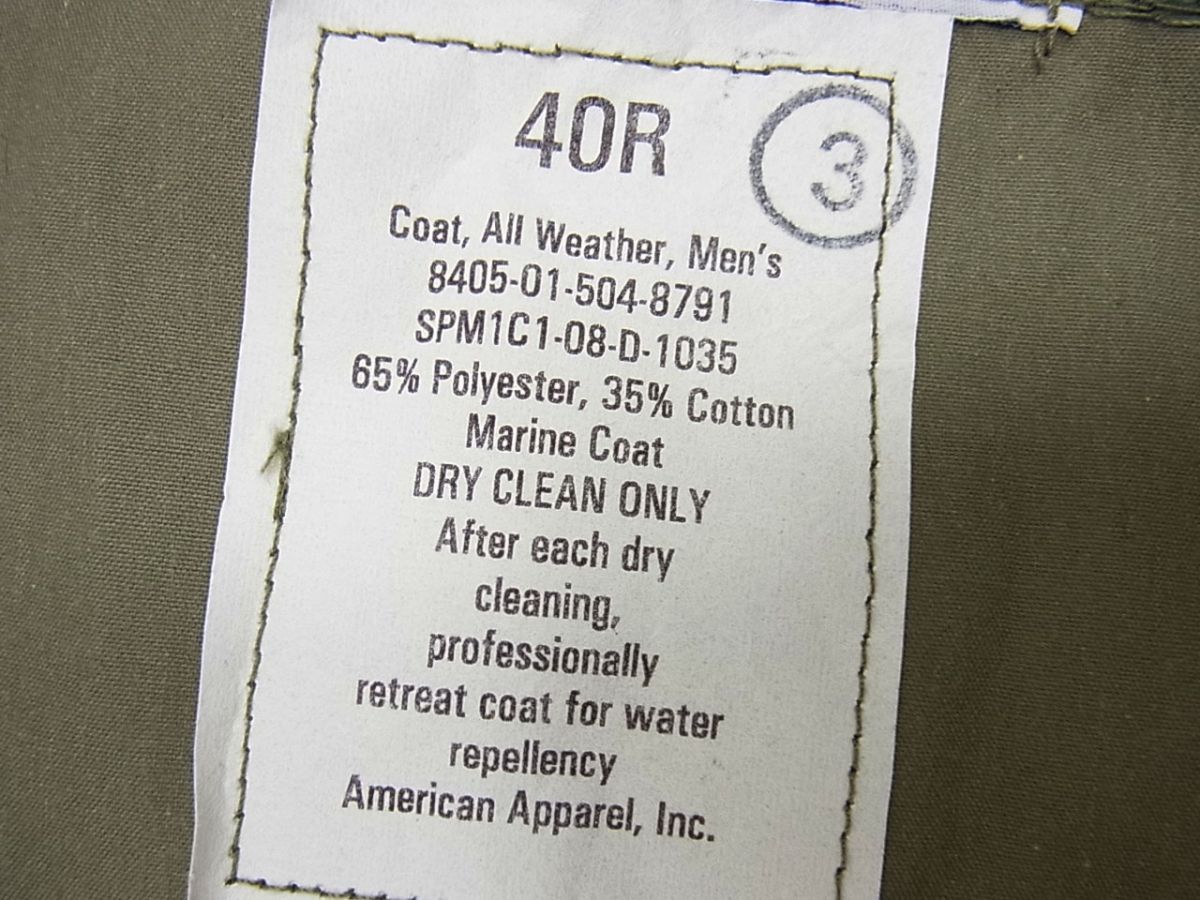 40R
3
Coat, All Weather, Men's
8405-01-504-8791
SPM1C1-08-D-1035
65% Polyester, 35% Cotton
Marine Coat
DRY CLEAN ONLY
After each dry
cleaning,
professionally
retreat coat for water
repellency
American Apparel, Inc.